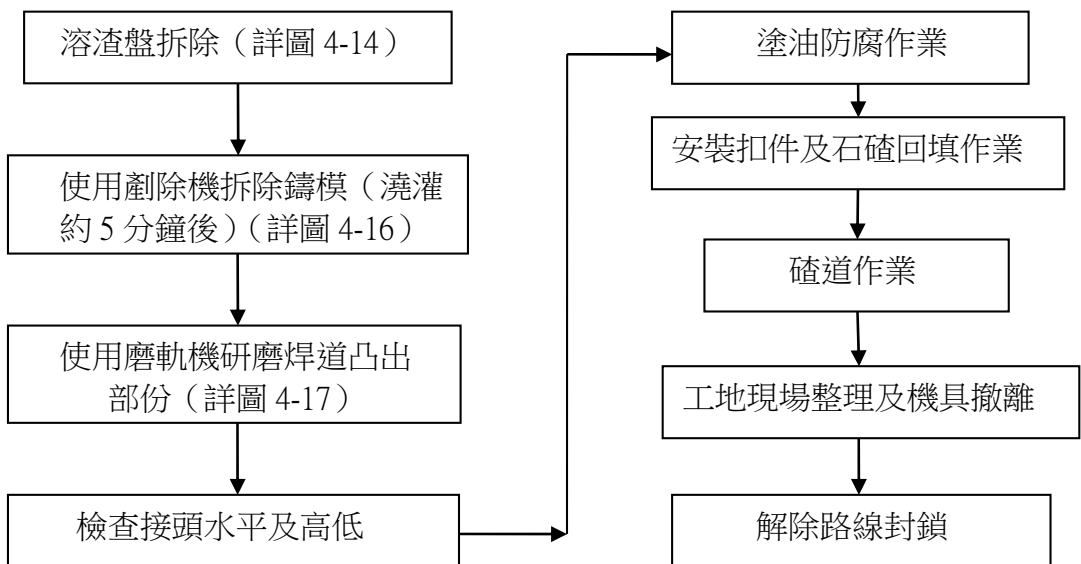 溶渣盤拆除（詳圖 4-14）
使用剷除機拆除鑄模（澆灌
約 5 分鐘後）（詳圖 4-16）
使用磨軌機研磨焊道凸出
部份（詳圖 4-17）
檢查接頭水平及高低
塗油防腐作業
安裝扣件及石碴回填作業
碴道作業
工地現場整理及機具撤離
解除路線封鎖